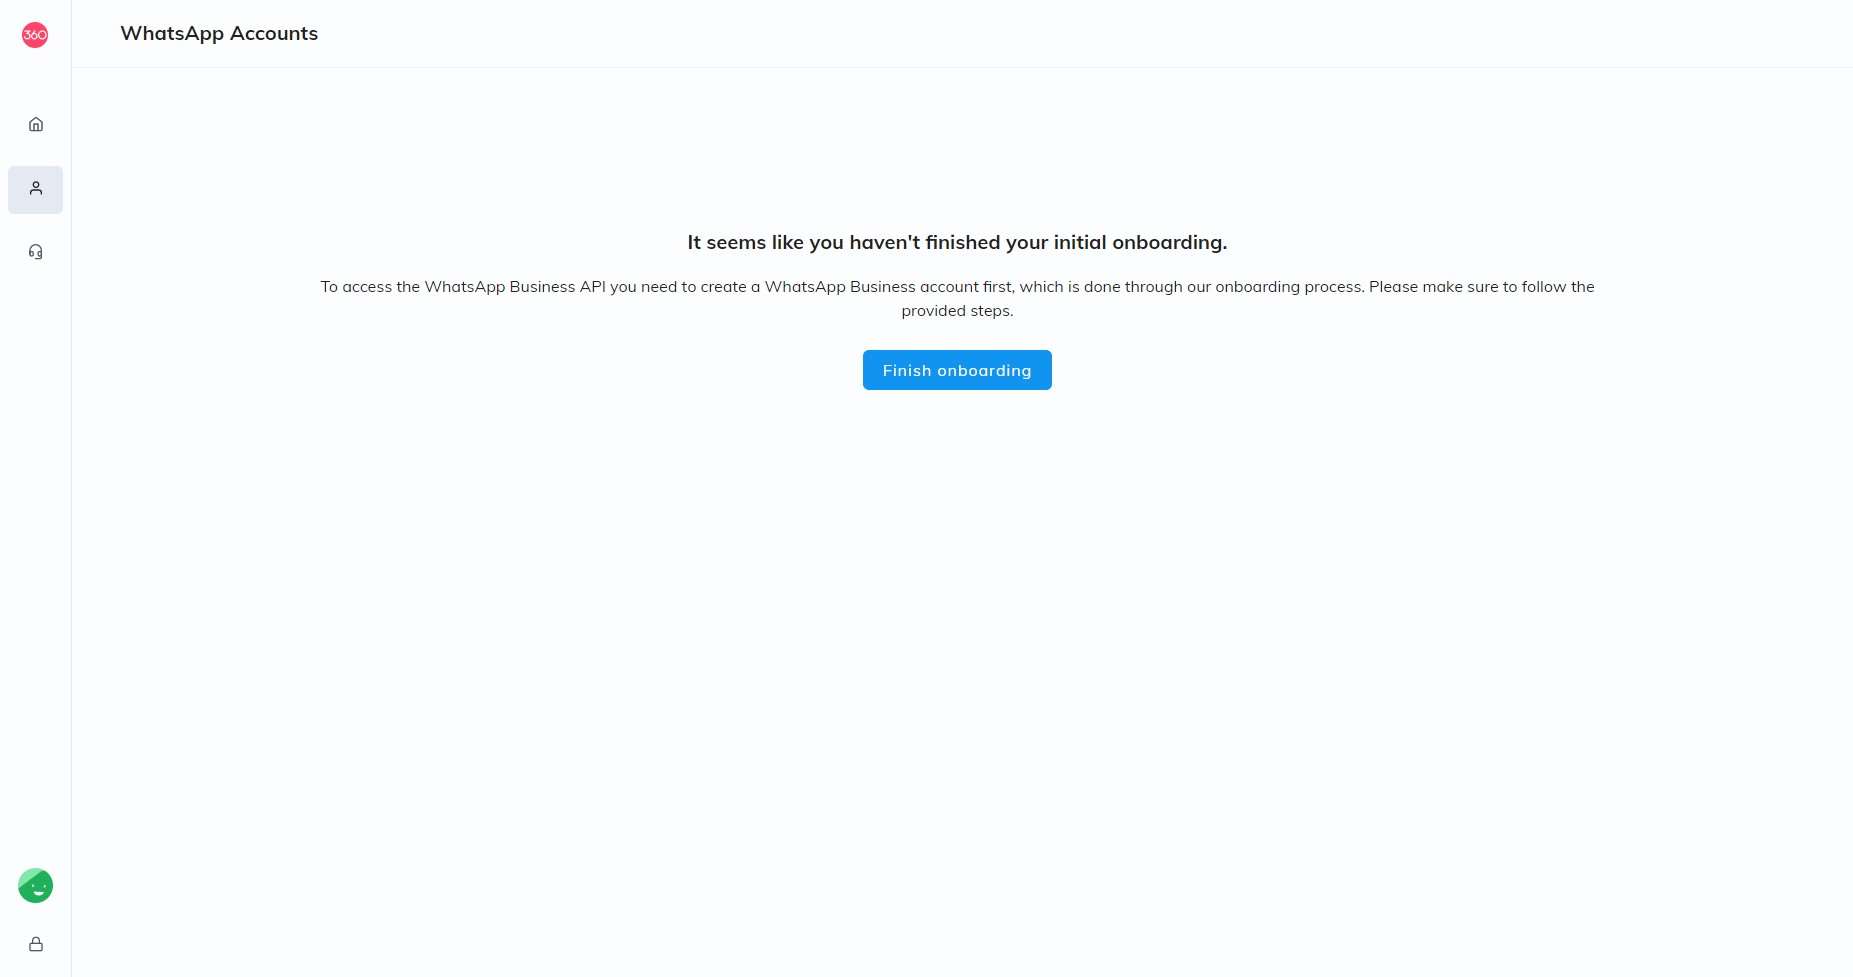 360
WhatsApp Accounts
It seems like you haven't finished your initial onboarding.
To access the WhatsApp Business API you need to create a WhatsApp Business account first, which is done through our onboarding process. Please make sure to follow the
provided steps.
Finish onboarding